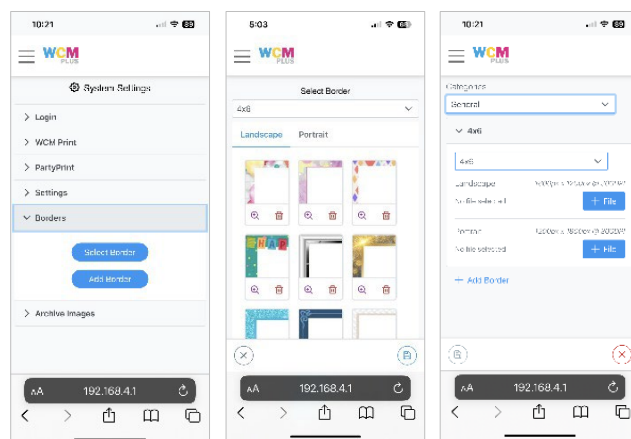 10:21
89
WCM
PLUS
System Settings
Login
WCM Print
PartyPrint
Settings
Borders
Select Border
Add Border
Archive Images
AA
192.168.4.1
5:03
WCM
PLUS
Select Border
4x6
Landscape
Portrait
SHAP
AA
192.168.4.1
10:21
89
WCM
PLUS
Categories
General
4x6
4x6
Landscape
No file selected
+ File
Portrait
No file selected
+ File
+ Add Border
AA
192.168.4.1